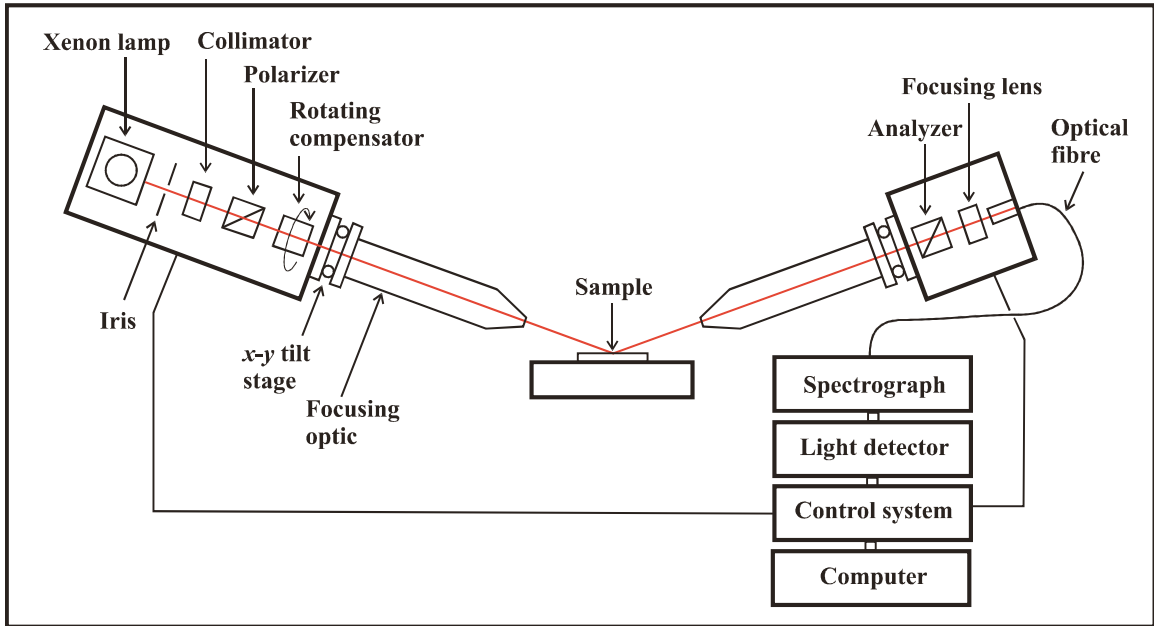 Xenon lamp
Collimator
Polarizer
Rotating
compensator
Iris
x-y tilt
stage
Focusing
optic
Sample
Focusing lens
Analyzer
Optical
fibre
Spectrograph
Light detector
Control system
Computer